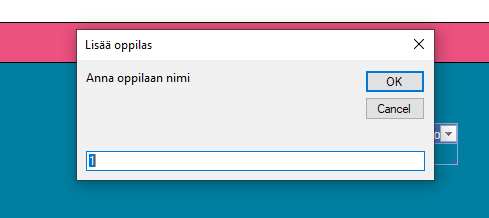 Lisää oppilas
Anna oppilaan nimi
OK
Cancel
o
1